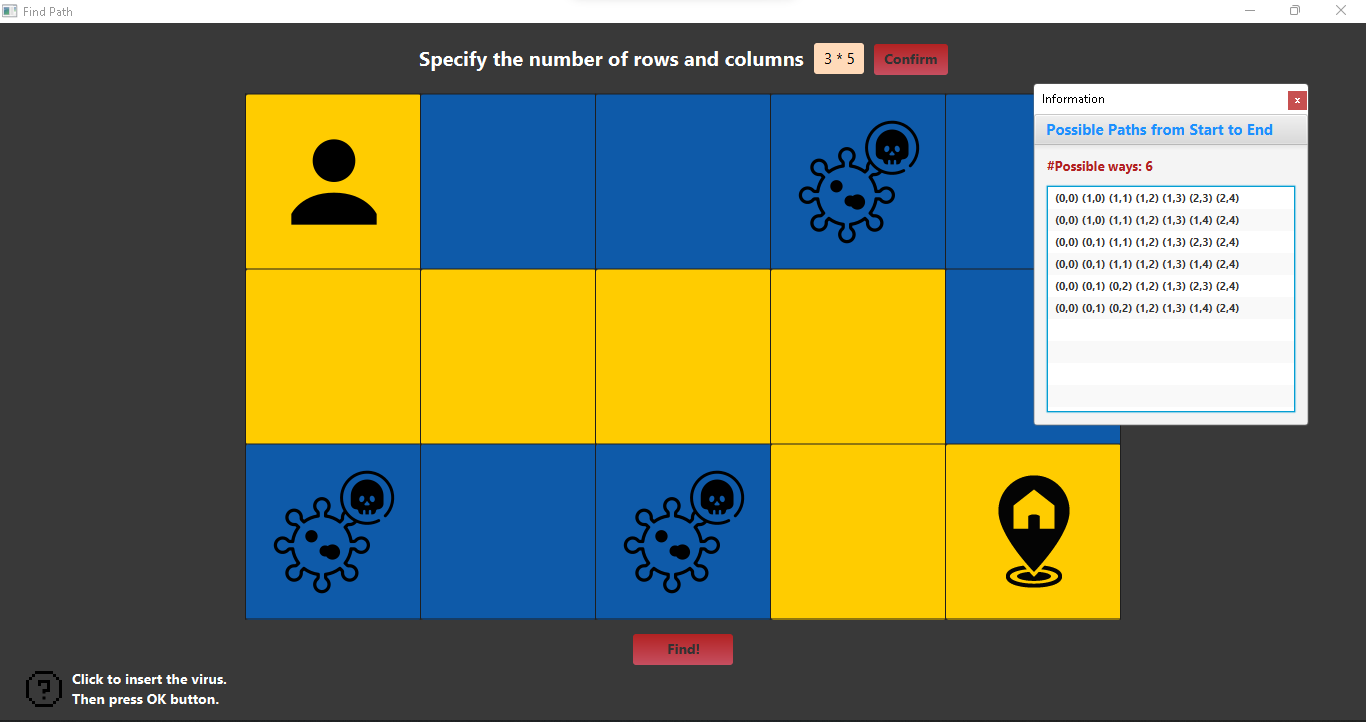 Find Path
Specify the number of rows and columns 3 * 5 Confirm
Information
x
Possible Paths from Start to End
#Possible ways: 6
(0,0) (1,0) (1,1) (1,2) (1,3) (2,3) (2,4)
(0,0) (1,0) (1,1) (1,2) (1,3) (1,4) (2,4)
(0,0) (0,1) (1,1) (1,2) (1,3) (2,3) (2,4)
(0,0) (0,1) (1,1) (1,2) (1,3) (1,4) (2,4)
(0,0) (0,1) (0,2) (1,2) (1,3) (2,3) (2,4)
(0,0) (0,1) (0,2) (1,2) (1,3) (1,4) (2,4)
Find!
?
Click to insert the virus.
Then press OK button.